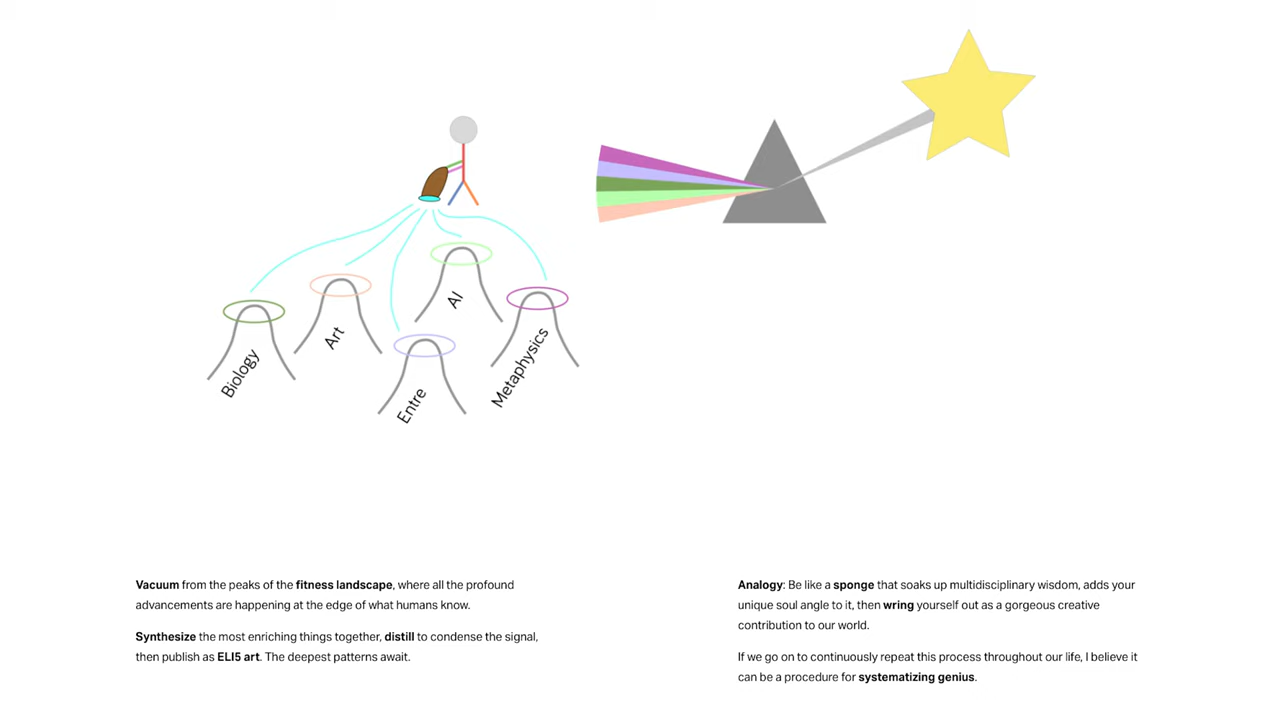 AI
Art
Biology
Metaphysics
Entre
Vacuum from the peaks of the fitness landscape, where all the profound
advancements are happening at the edge of what humans know.
Synthesize the most enriching things together, distill to condense the signal,
then publish as ELI5 art. The deepest patterns await.
Analogy: Be like a sponge that soaks up multidisciplinary wisdom, adds your
unique soul angle to it, then wring yourself out as a gorgeous creative
contribution to our world.
If we go on to continuously repeat this process throughout our life, I believe it
can be a procedure for systematizing genius.